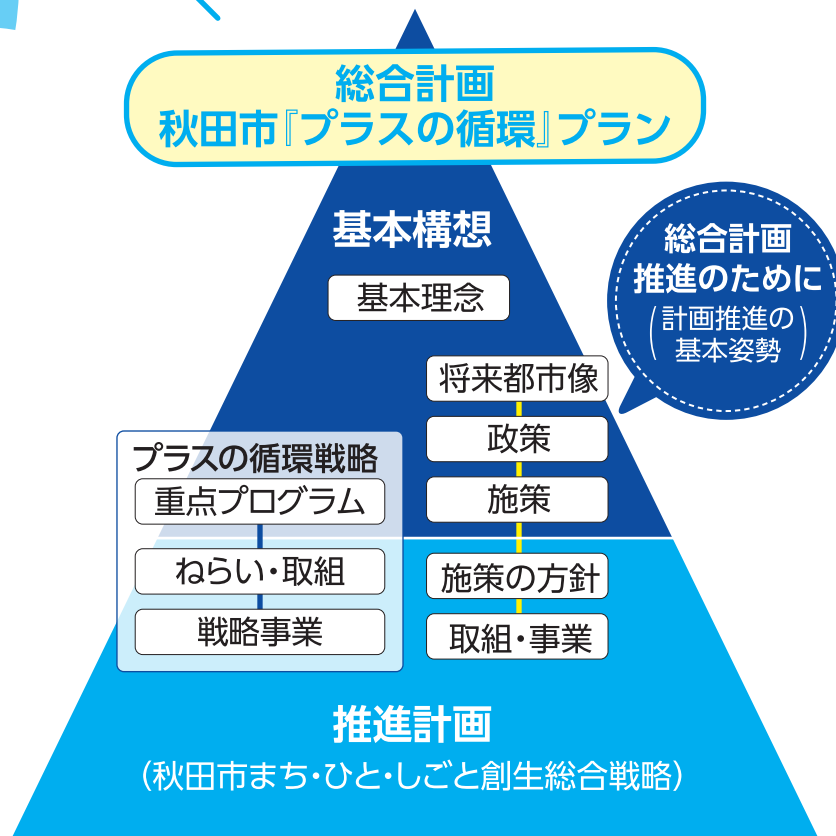 総合計画
秋田市『プラスの循環』プラン
基本構想
基本理念
総合計画
推進のために
(計画推進の
基本姿勢)
将来都市像
政策
施策
施策の方針
取組・事業
プラスの循環戦略
重点プログラム
ねらい・取組
戦略事業
推進計画
(秋田市まち・ひと・しごと創生総合戦略)